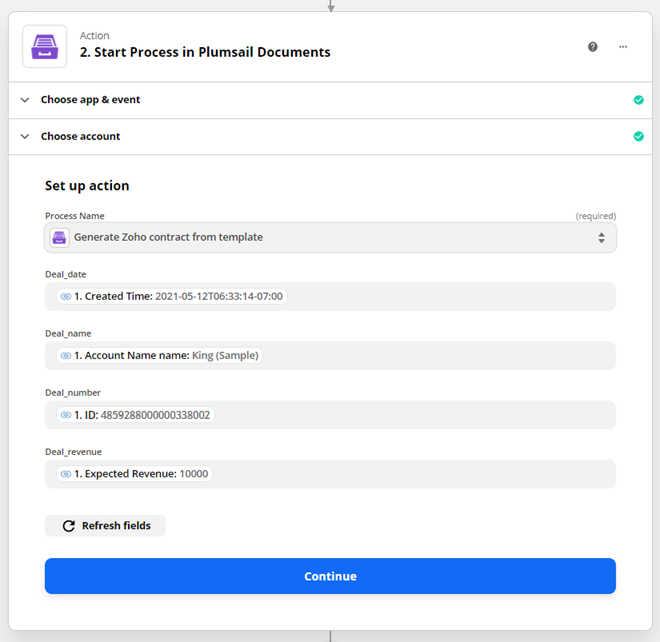 Action
2. Start Process in Plumsail Documents
Choose app & event
Choose account
Set up action
Process Name (required)
Generate Zoho contract from template
Deal_date
1. Created Time: 2021-05-12T06:33:14-07:00
Deal_name
1. Account Name name: King (Sample)
Deal_number
1. ID: 4859288000000338002
Deal_revenue
1. Expected Revenue: 10000
Refresh fields
Continue